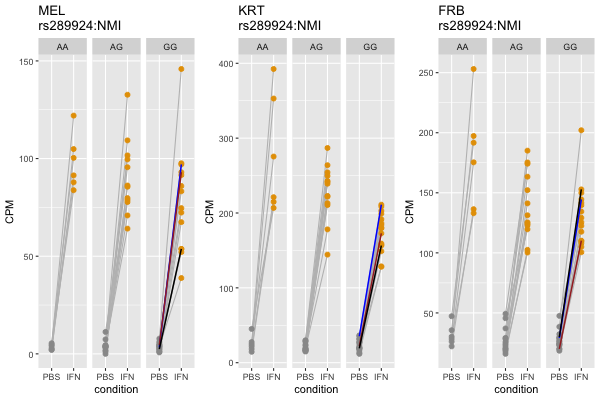 MEL
rs289924:NMI
AA AG GG
150
100
50
0
CPM
PBS IFN PBS IFN PBS IFN
condition
KRT
rs289924:NMI
AA AG GG
400
300
200
100
0
CPM
PBS IFN PBS IFN PBS IFN
condition
FRB
rs289924:NMI
AA AG GG
250
200
150
100
50
CPM
PBS IFN PBS IFN PBS IFN
condition